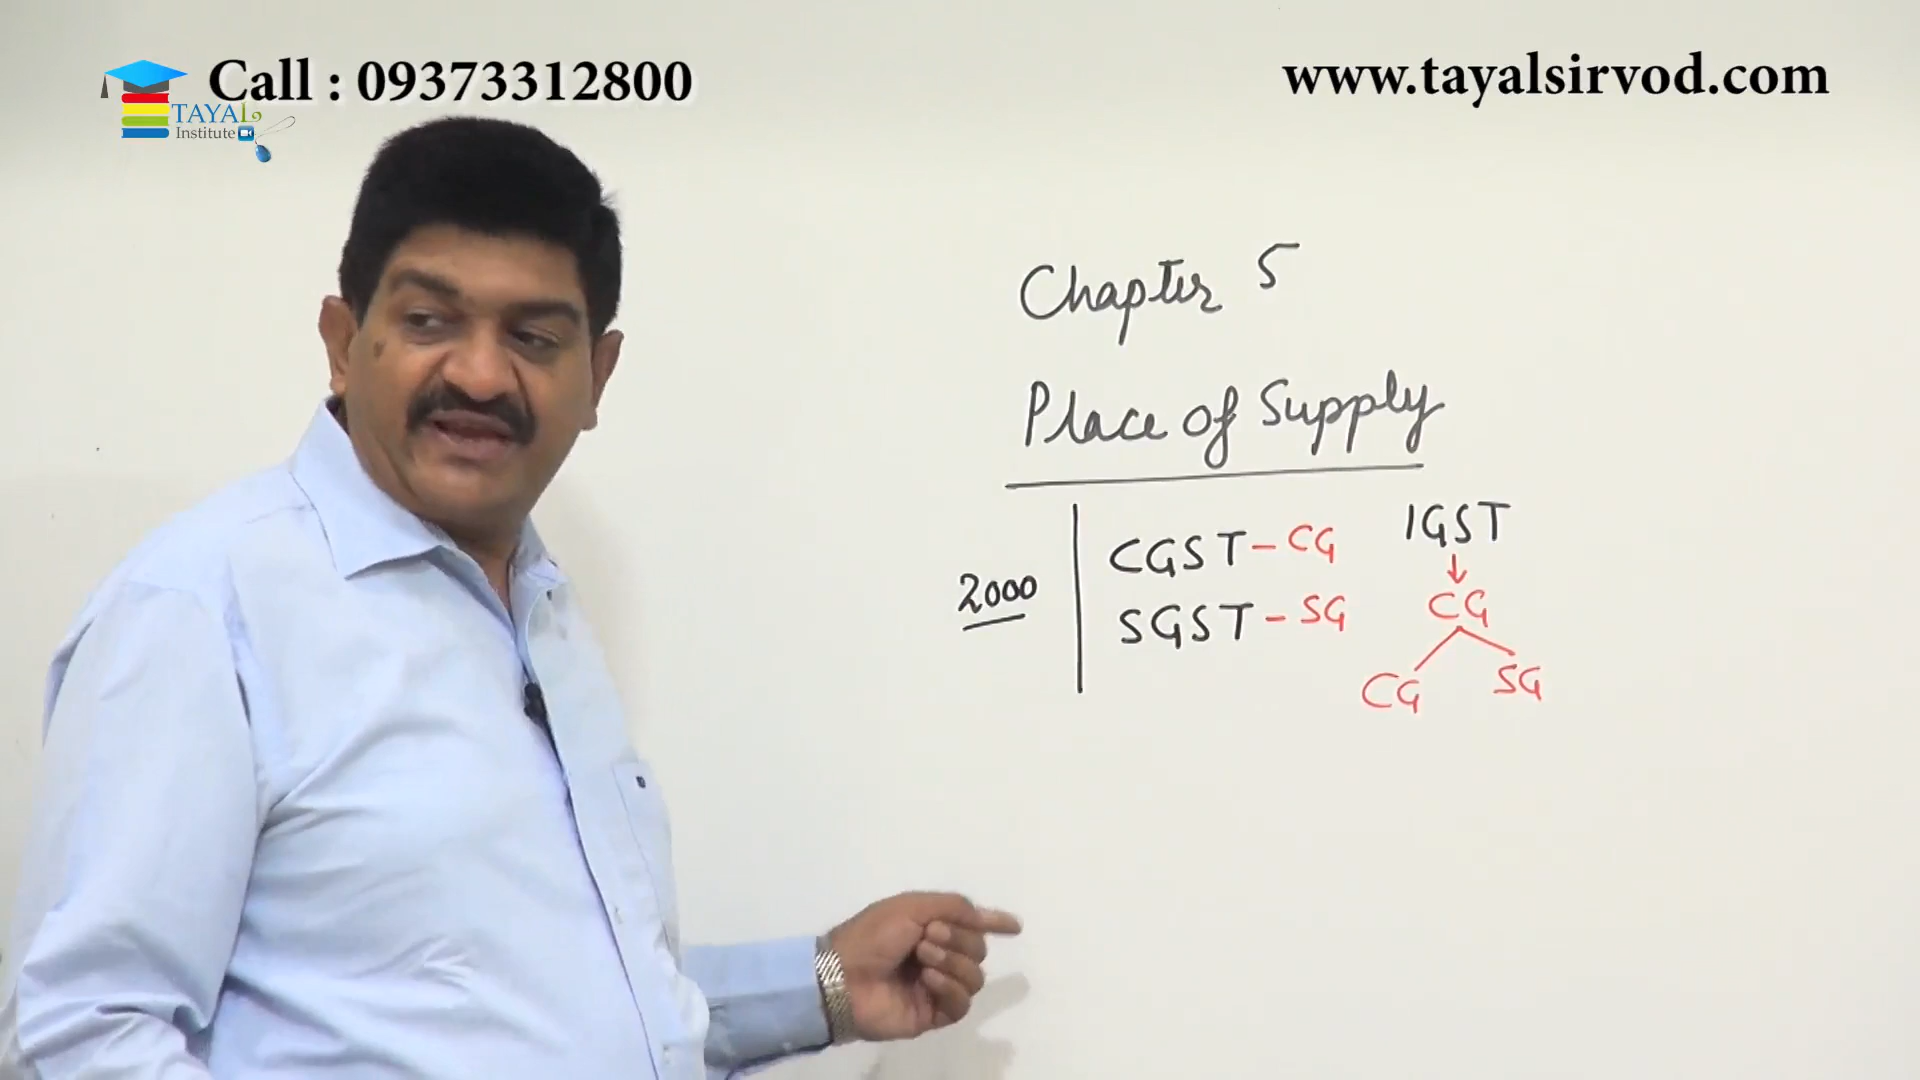 Call : 09373312800
www.tayalsirvod.com
TAYAL
Institute
Chapter 5
Place of Supply
2000
CGST - CG
SGST - SG
IGST
CG
CG SG